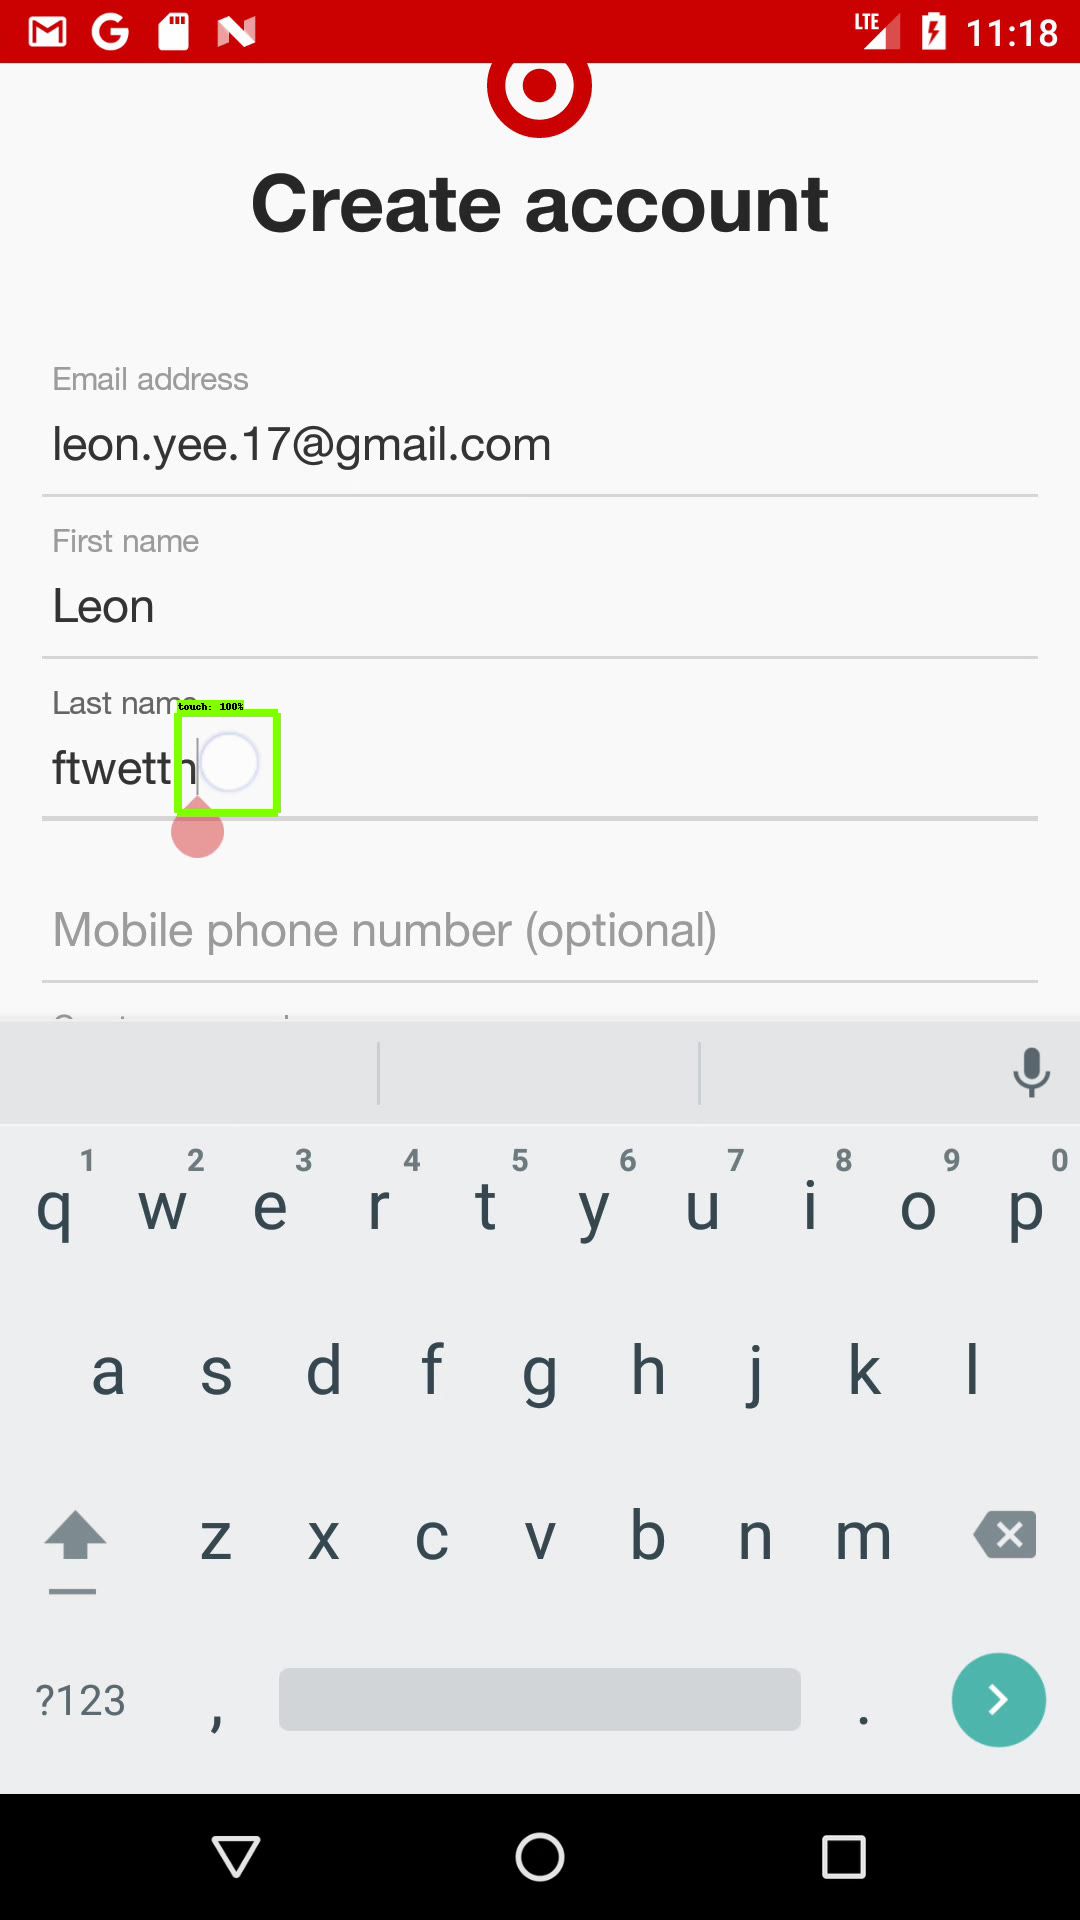 LTE 11:18
Create account
Email address
leon.yee.17@gmail.com
First name
Leon
Last name
touch: 100%
ftwetth
Mobile phone number (optional)
1 2 3 4 5 6 7 8 9 0
q w e r t y u i o p
a s d f g h j k l
z x c v b n m
?123 , .